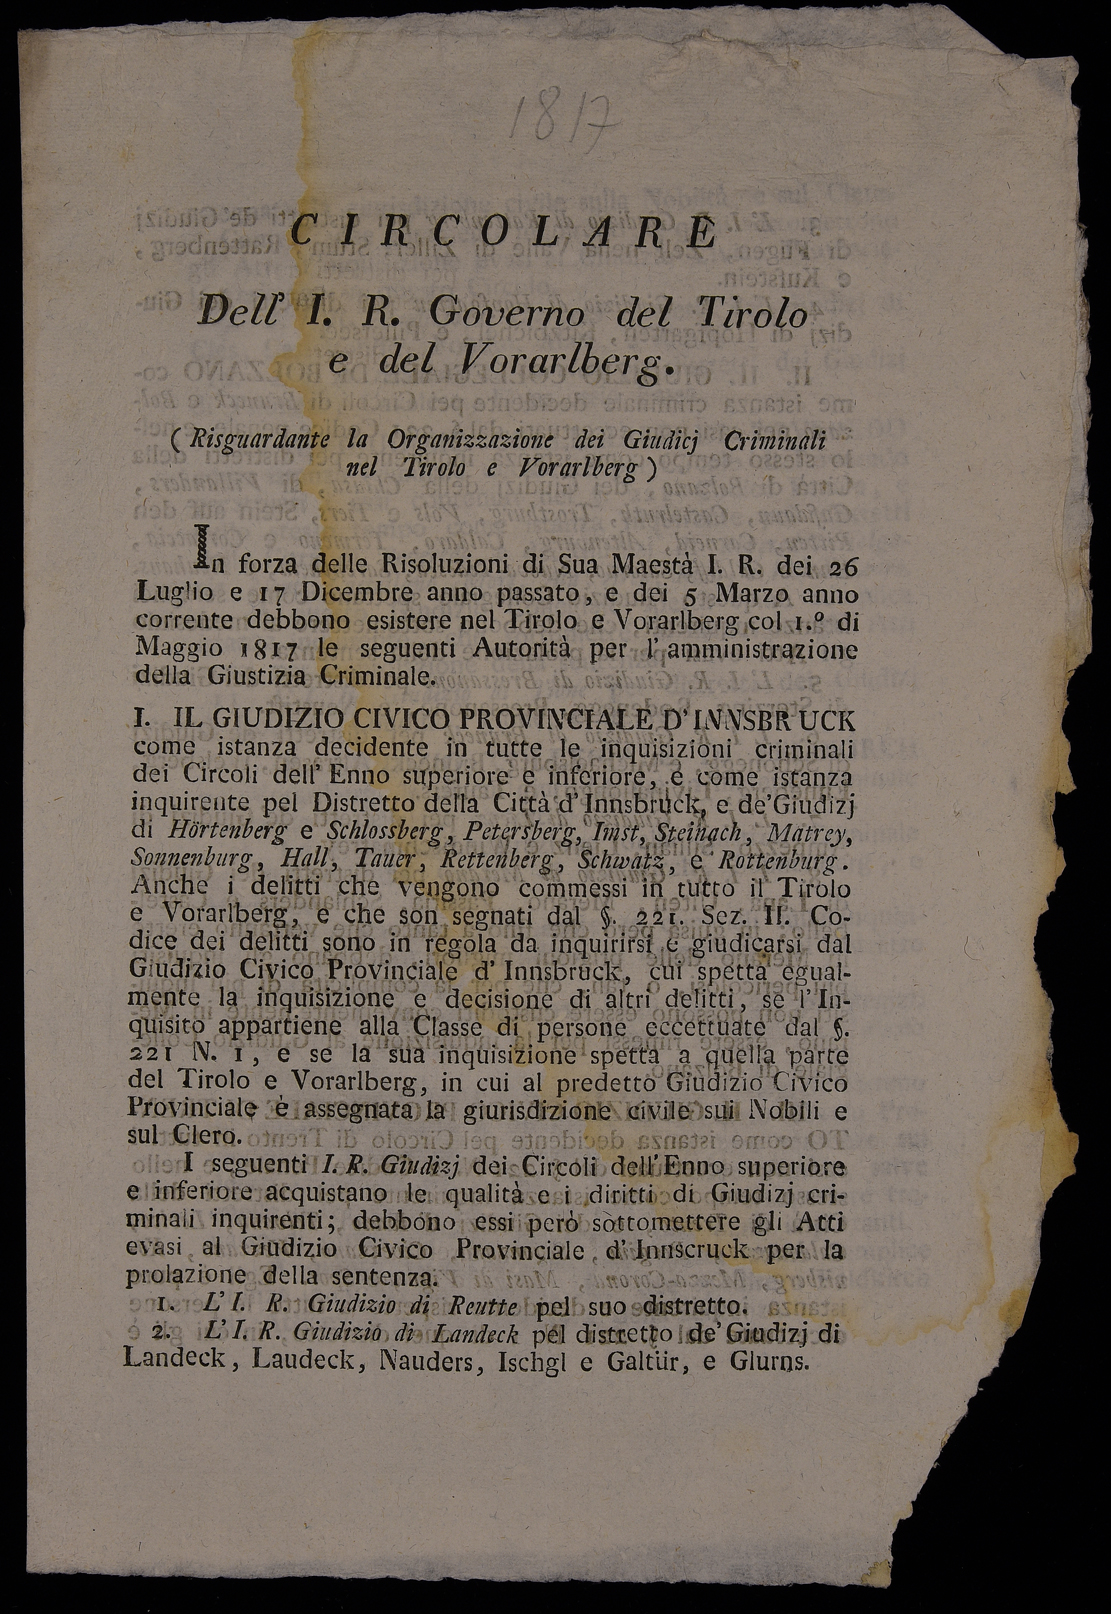 1817
CIRCOLARE
Dell' I. R. Governo del Tirolo
e del Vorarlberg.
( Risguardante la Organizzazione dei Giudicj Criminali
nel Tirolo e Vorarlberg )
In forza delle Risoluzioni di Sua Maestà I. R. dei 26
Luglio e 17 Dicembre anno passato, e dei 5 Marzo anno
corrente debbono esistere nel Tirolo e Vorarlberg col 1.º di
Maggio 1817 le seguenti Autorità per l' amministrazione
della Giustizia Criminale.
I. IL GIUDIZIO CIVICO PROVINCIALE D'INNSBRUCK
come istanza decidente in tutte le inquisizioni criminali
dei Circoli dell' Enno superiore e inferiore, e come istanza
inquirente pel Distretto della Città d' Innsbruck, e de' Giudizj
di Hörtenberg e Schlossberg, Petersberg, Imst, Steinach, Matrey,
Sonnenburg, Hall, Tauer, Rettenberg, Schwatz, e Rottenburg.
Anche i delitti che vengono commessi in tutto il Tirolo
e Vorarlberg, e che son segnati dal §. 221. Sez. II. Co-
dice dei delitti sono in regola da inquirirsi e giudicarsi dal
Giudizio Civico Provinciale d' Innsbruck, cui spetta egual-
mente la inquisizione e decisione di altri delitti, se l' In-
quisito appartiene alla Classe di persone eccettuate dal §.
221 N. 1, e se la sua inquisizione spetta a quella parte
del Tirolo e Vorarlberg, in cui al predetto Giudizio Civico
Provinciale è assegnata la giurisdizione civile sui Nobili e
sul Clero.
I seguenti I. R. Giudizj dei Circoli dell' Enno superiore
e inferiore acquistano le qualità e i diritti di Giudizj cri-
minali inquirenti; debbono essi però sottomettere gli Atti
evasi al Giudizio Civico Provinciale d' Innscruck per la
prolazione della sentenza.
1. L' I. R. Giudizio di Reutte pel suo distretto.
2. L' I. R. Giudizio di Landeck pel distretto de' Giudizj di
Landeck, Laudeck, Nauders, Ischgl e Galtür, e Glurns.